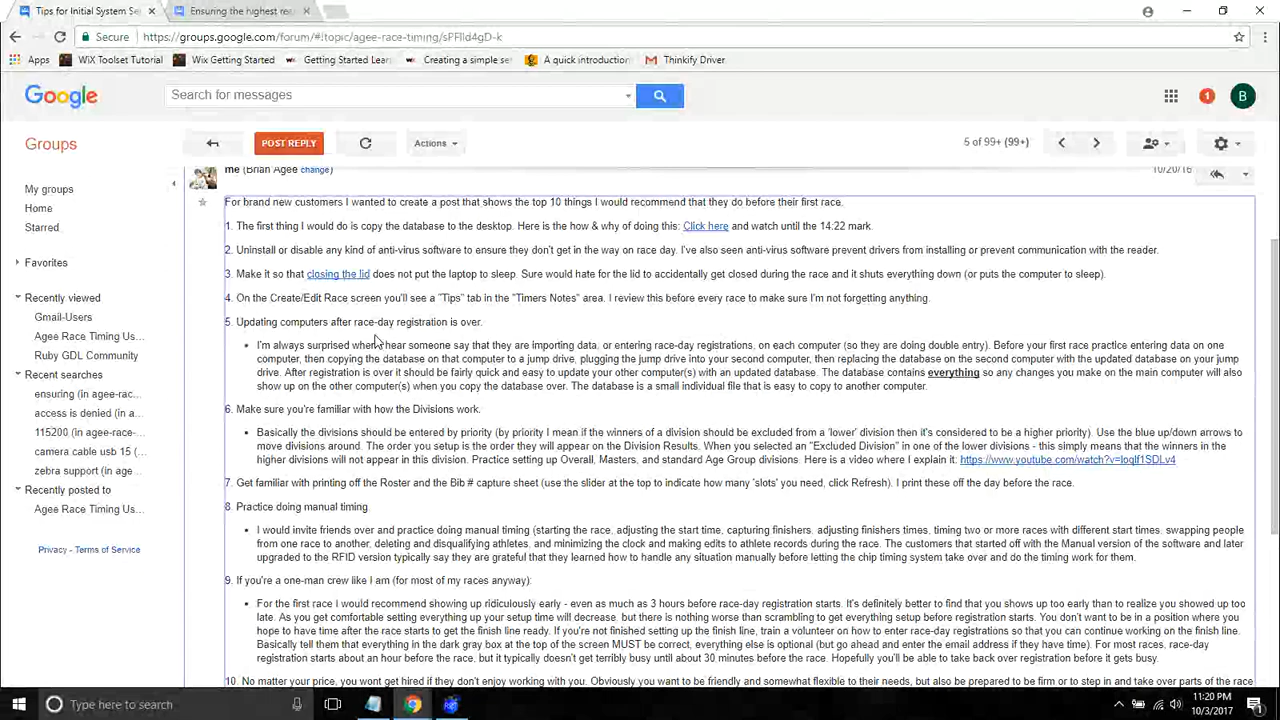 Tips for Initial System Se
Ensuring the highest re
Secure
https://groups.google.com/forum/#!topic/agee-race-timing/sPFlld4gD-k
Apps
WiX Toolset Tutorial
Wix Getting Started
Getting Started Lear
Creating a simple se
A quick introduction
Thinkify Driver
Google
Search for messages
1
B
Groups
POST REPLY
Actions
5 of 99+ (99+)
My groups
Home
Starred
Favorites
Recently viewed
Gmail-Users
Agee Race Timing Us...
Ruby GDL Community
Recent searches
ensuring (in a...
access is denied (in a...
115200 (in agee-race-...
camera cable usb 15 (...
zebra support (in age...
Recently posted to
Agee Race Timing Us...
Privacy - Terms of Service
me (Brian Agee change)
10/20/16
For brand new customers I wanted to create a post that shows the top 10 things I would recommend that they do before their first race.
1. The first thing I would do is copy the database to the desktop. Here is the how & why of doing this: Click here and watch until the 14:22 mark.
2. Uninstall or disable any kind of anti-virus software to ensure they don't get in the way on race day. I've also seen anti-virus software prevent drivers from installing or prevent communication with the reader.
3. Make it so that closing the lid does not put the laptop to sleep. Sure would hate for the lid to accidentally get closed during the race and it shuts everything down (or puts the computer to sleep).
4. On the Create/Edit Race screen you'll see a "Tips" tab in the "Timers Notes" area. I review this before every race to make sure I'm not forgetting anything.
5. Updating computers after race-day registration is over.
I'm always surprised when I hear someone say that they are importing data, or entering race-day registrations, on each computer (so they are doing double entry). Before your first race practice entering data on one
computer, then copying the database on that computer to a jump drive, plugging the jump drive into your second computer, then replacing the database on the second computer with the updated database on your jump
drive. After registration is over it should be fairly quick and easy to update your other computer(s) with an updated database. The database contains everything so any changes you make on the main computer will also
show up on the other computer(s) when you copy the database over. The database is a small individual file that is easy to copy to another computer.
6. Make sure you're familiar with how the Divisions work.
Basically the divisions should be entered by priority (by priority I mean if the winners of a division should be excluded from a 'lower' division then it's considered to be a higher priority). Use the blue up/down arrows to
move divisions around. The order you setup is the order they will appear on the Division Results. When you selected an "Excluded Division" in one of the lower divisions - this simply means that the winners in the
higher divisions will not appear in this division. Practice setting up Overall, Masters, and standard Age Group divisions. Here is a video where I explain it: https://www.youtube.com/watch?v=loqlf1SDLv4
7. Get familiar with printing off the Roster and the Bib # capture sheet (use the slider at the top to indicate how many 'slots' you need, click Refresh). I print these off the day before the race.
8. Practice doing manual timing.
I would invite friends over and practice doing manual timing (starting the race, adjusting the start time, capturing finishers, adjusting finishers times, timing two or more races with different start times, swapping people
from one race to another, deleting and disqualifying athletes, and minimizing the clock and making edits to athlete records during the race. The customers that started off with the Manual version of the software and later
upgraded to the RFID version typically say they are grateful that they learned how to handle any situation manually before letting the chip timing system take over and do the timing work for them.
9. If you're a one-man crew like I am (for most of my races anyway):
For the first race I would recommend showing up ridiculously early - even as much as 3 hours before race-day registration starts. It's definitely better to find that you shows up too early than to realize you showed up too
late. As you get comfortable setting everything up your setup time will decrease, but there is nothing worse than scrambling to get everything setup before registration starts. You don't want to be in a position where you
hope to have time after the race starts to get the finish line ready. If you're not finished setting up the finish line, train a volunteer on how to enter race-day registrations so that you can continue working on the finish line.
Basically tell them that everything in the dark gray box at the top of the screen MUST be correct, everything else is optional (but go ahead and enter the email address if they have time). For most races, race-day
registration starts about an hour before the race, but it typically doesn't get terribly busy until about 30 minutes before the race. Hopefully you'll be able to take back over registration before it gets busy.
10. No matter your price, you wont get hired if they don't enjoy working with you. Obviously you want to be friendly and somewhat flexible to their needs, but also be prepared to be firm or to step in and take over parts of the race
Type here to search
11:20 PM
10/3/2017